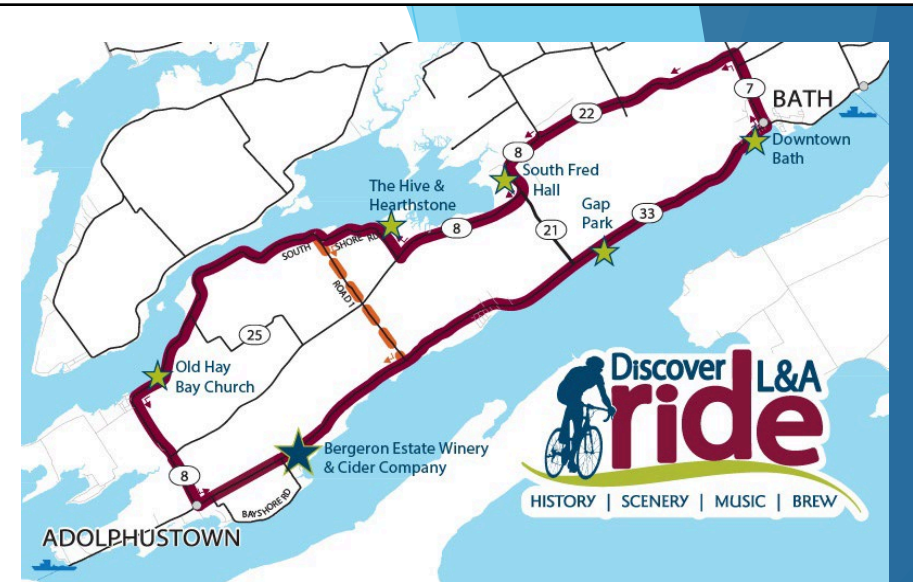 7
BATH
22
Downtown
Bath
8
South Fred
Hall
The Hive &
Hearthstone
Gap
Park
33
8
21
SOUTH SHORE RD
ROAD 1
25
Old Hay
Bay Church
Discover L&A
ride
HISTORY | SCENERY | MUSIC | BREW
Bergeron Estate Winery
& Cider Company
8
BAYSHORE RD
ADOLPHUSTOWN